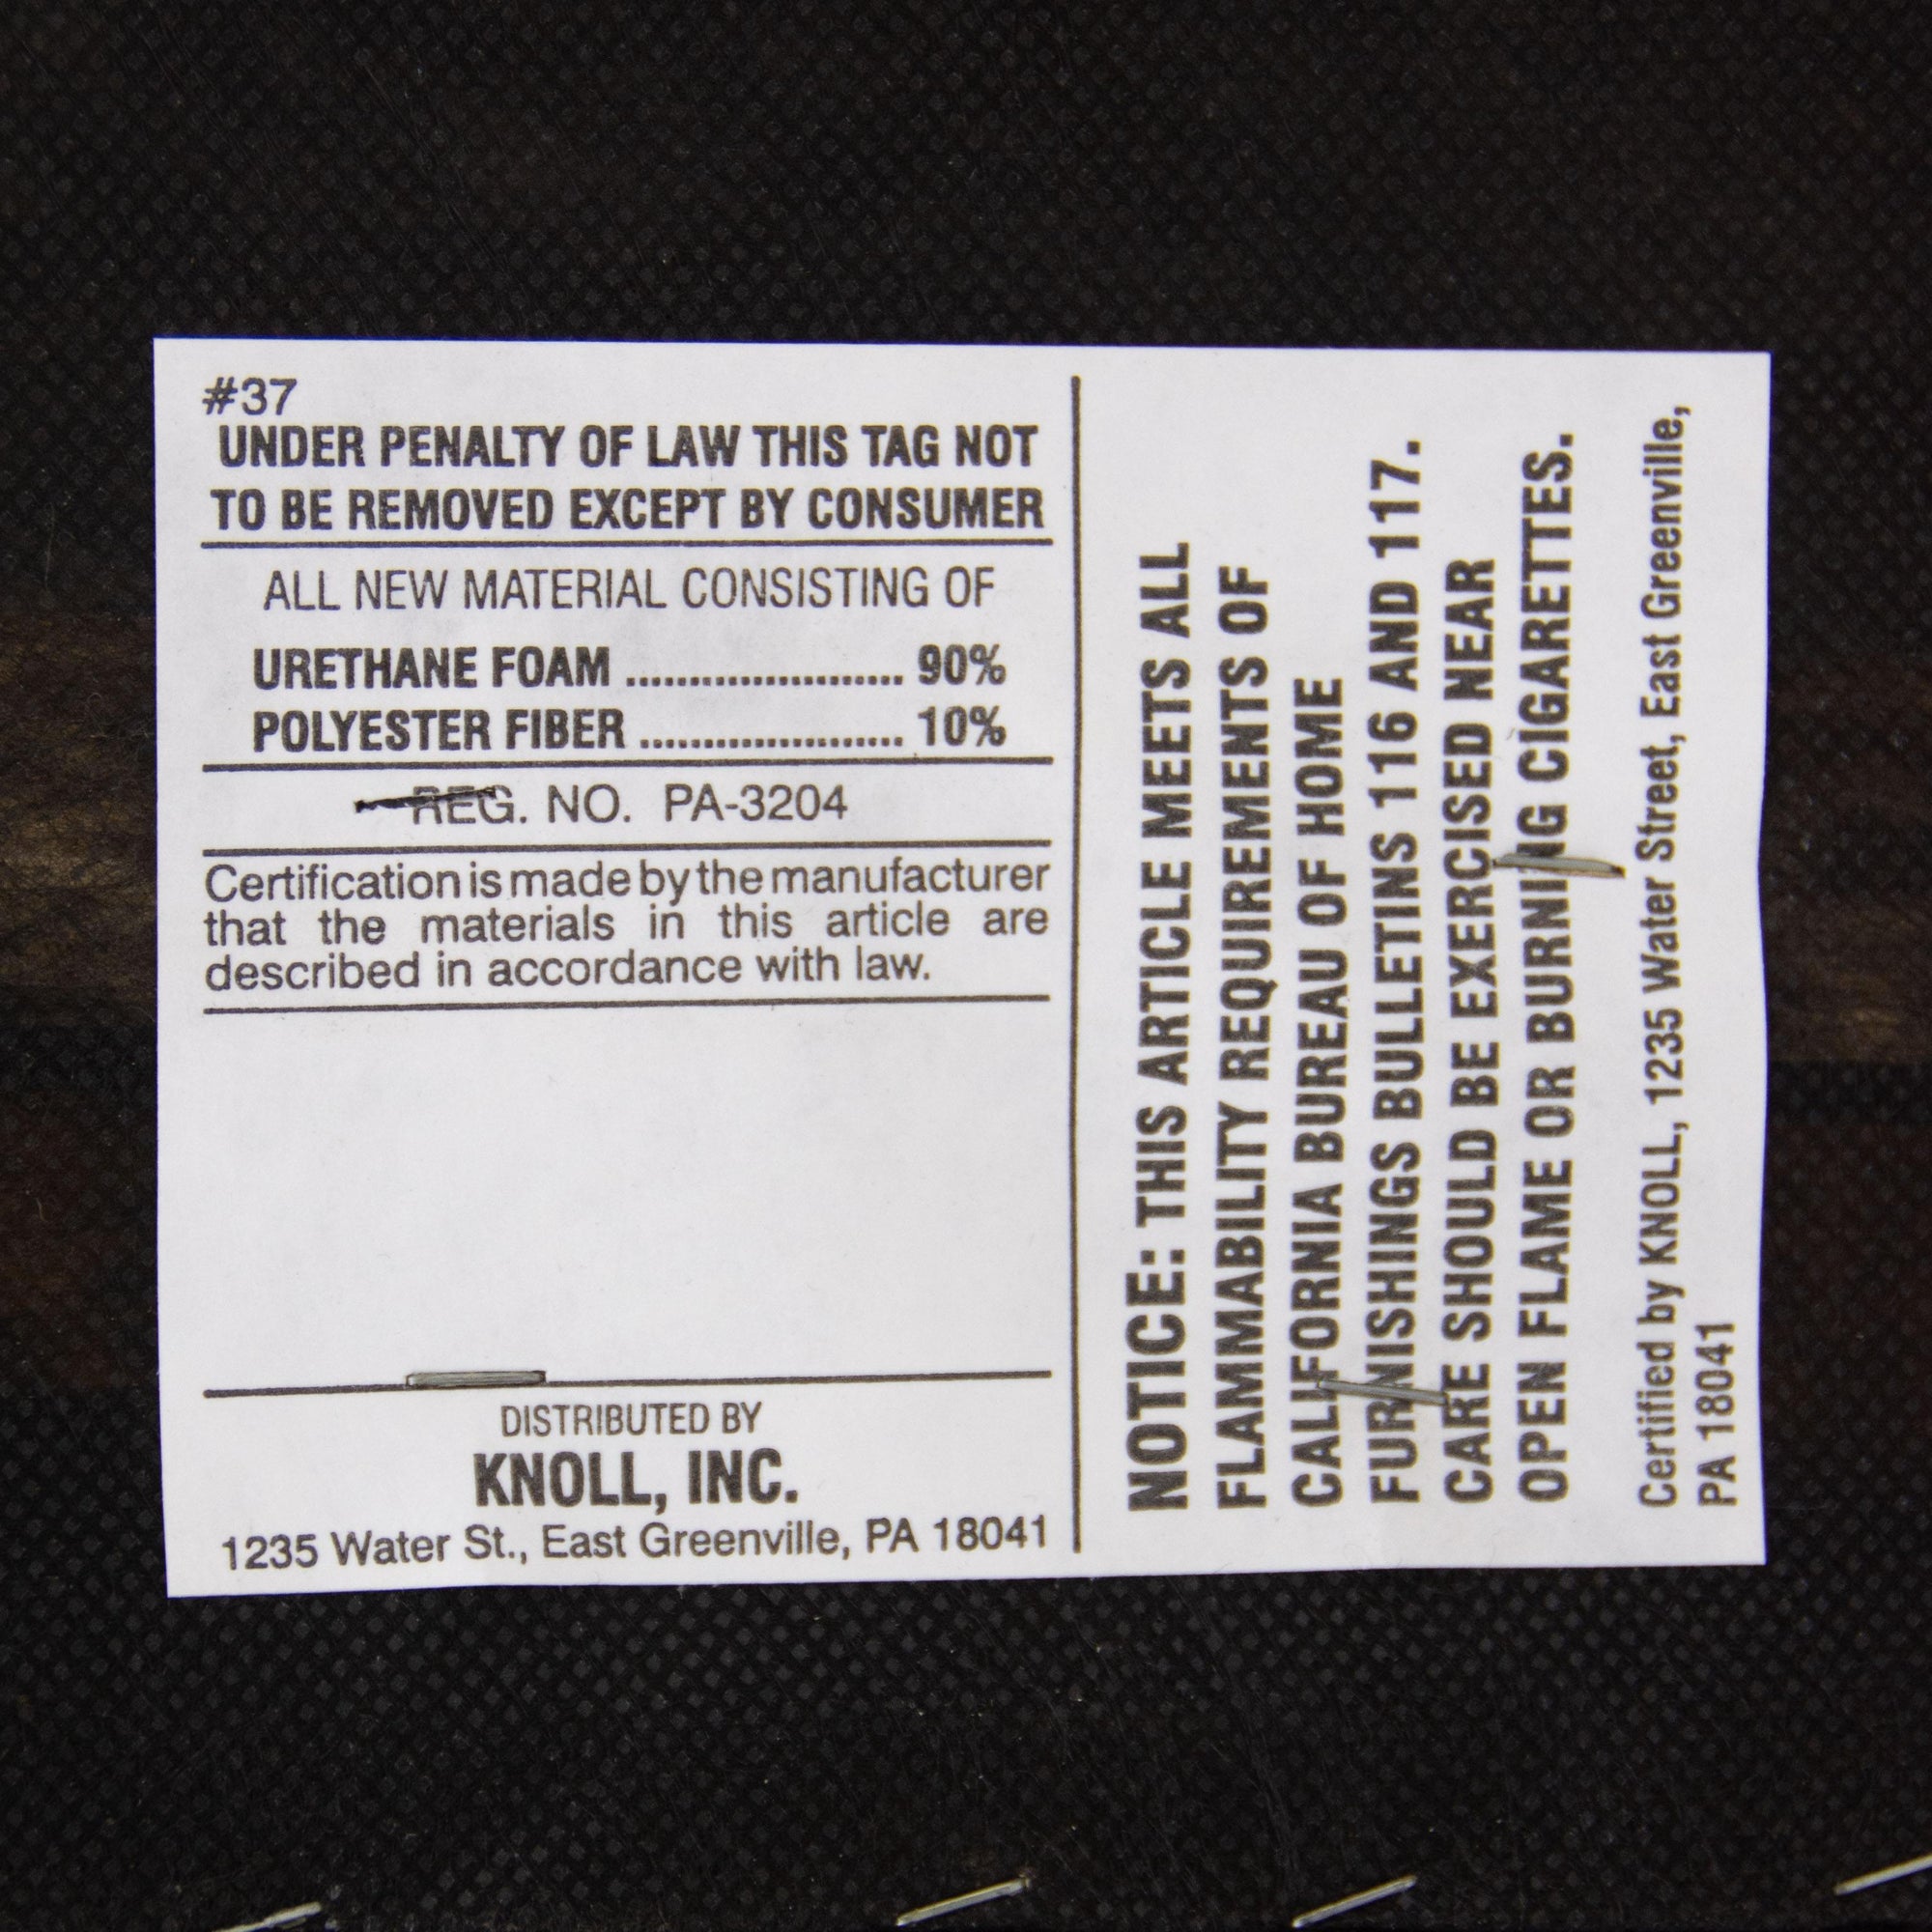 #37
UNDER PENALTY OF LAW THIS TAG NOT
TO BE REMOVED EXCEPT BY CONSUMER
ALL NEW MATERIAL CONSISTING OF
URETHANE FOAM ...................... 90%
POLYESTER FIBER ..................... 10%
REG. NO. PA-3204
Certification is made by the manufacturer
that the materials in this article are
described in accordance with law.
DISTRIBUTED BY
KNOLL, INC.
1235 Water St., East Greenville, PA 18041
NOTICE: THIS ARTICLE MEETS ALL
FLAMMABILITY REQUIREMENTS OF
CALIFORNIA BUREAU OF HOME
FURNISHINGS BULLETINS 116 AND 117.
CARE SHOULD BE EXERCISED NEAR
OPEN FLAME OR BURNING CIGARETTES.
Certified by KNOLL, 1235 Water Street, East Greenville,
PA 18041